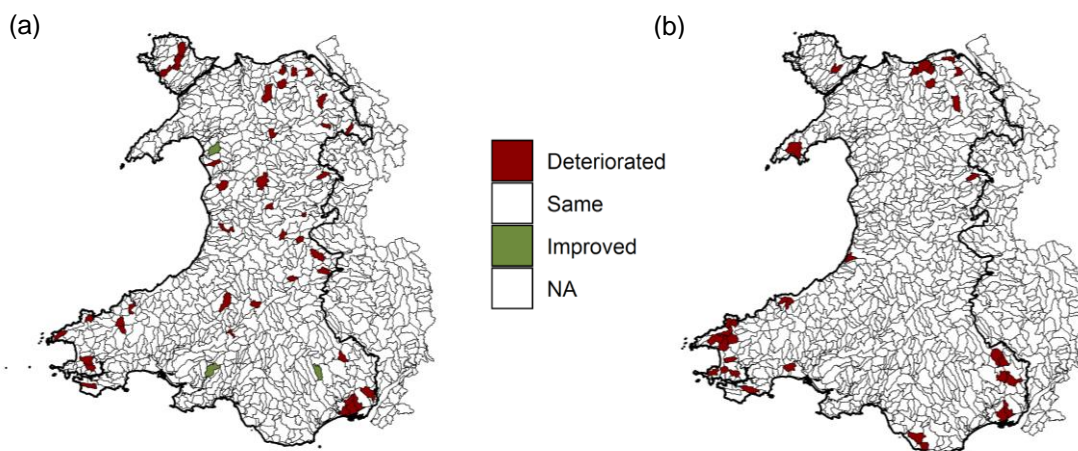 (a)
(b)
Deteriorated
Same
Improved
NA